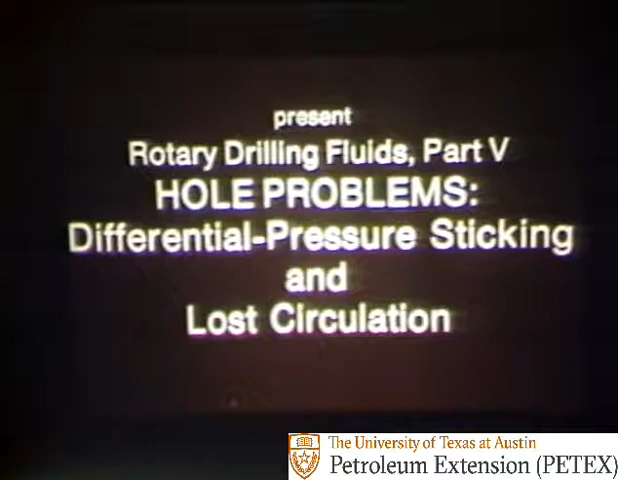 present
Rotary Drilling Fluids, Part V
HOLE PROBLEMS:
Differential-Pressure Sticking
and
Lost Circulation
The University of Texas at Austin
Petroleum Extension (PETEX)